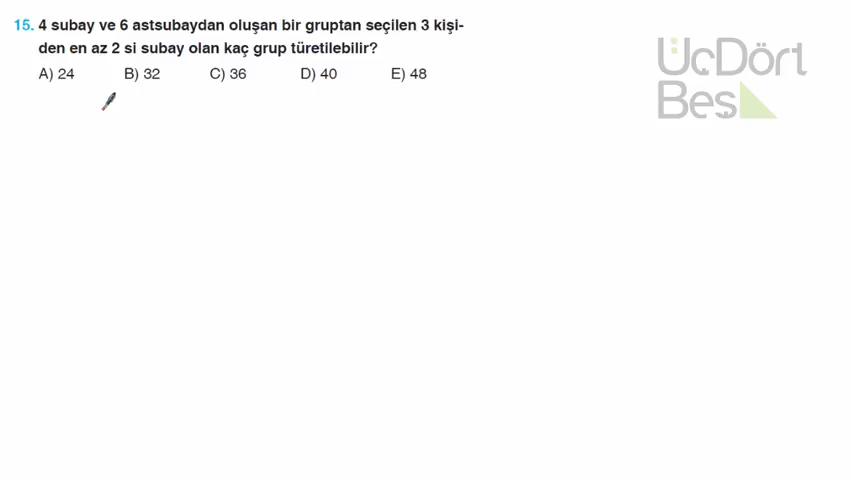 15. 4 subay ve 6 astsubaydan oluşan bir gruptan seçilen 3 kişi-
den en az 2 si subay olan kaç grup türetilebilir?
A) 24 B) 32 C) 36 D) 40 E) 48
ÜçDört
Beş